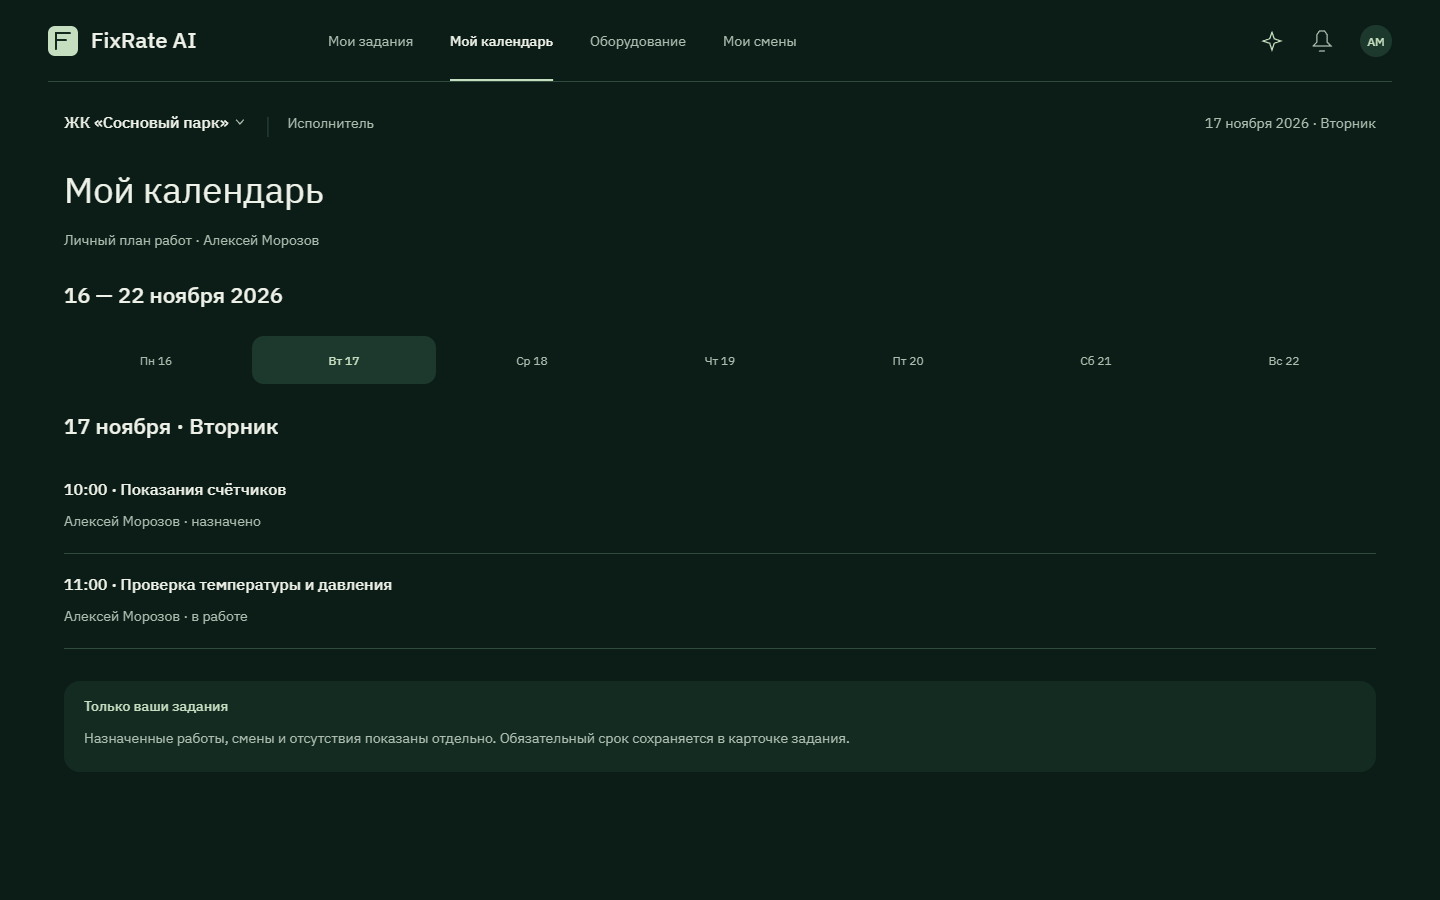 FixRate AI
Мои задания
Мой календарь
Оборудование
Мои смены
АМ
ЖК «Сосновый парк»
Исполнитель
17 ноября 2026 · Вторник
Мой календарь
Личный план работ · Алексей Морозов
16 — 22 ноября 2026
Пн 16
Вт 17
Ср 18
Чт 19
Пт 20
Сб 21
Вс 22
17 ноября · Вторник
10:00 · Показания счётчиков
Алексей Морозов · назначено
11:00 · Проверка температуры и давления
Алексей Морозов · в работе
Только ваши задания
Назначенные работы, смены и отсутствия показаны отдельно. Обязательный срок сохраняется в карточке задания.